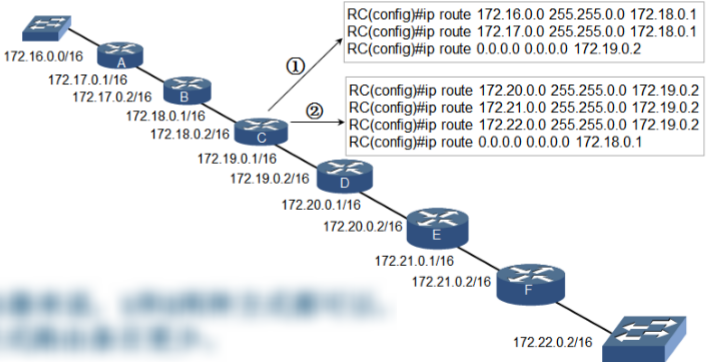 RC(config)#ip route 172.16.0.0 255.255.0.0 172.18.0.1
RC(config)#ip route 172.17.0.0 255.255.0.0 172.18.0.1
RC(config)#ip route 0.0.0.0 0.0.0.0 172.19.0.2
①
172.16.0.0/16
A
172.17.0.1/16
172.17.0.2/16
B
②
RC(config)#ip route 172.20.0.0 255.255.0.0 172.19.0.2
RC(config)#ip route 172.21.0.0 255.255.0.0 172.19.0.2
RC(config)#ip route 172.22.0.0 255.255.0.0 172.19.0.2
RC(config)#ip route 0.0.0.0 0.0.0.0 172.18.0.1
172.18.0.1/16
172.18.0.2/16
C
172.19.0.1/16
172.19.0.2/16
D
172.20.0.1/16
172.20.0.2/16
E
172.21.0.1/16
172.21.0.2/16
F
172.22.0.2/16